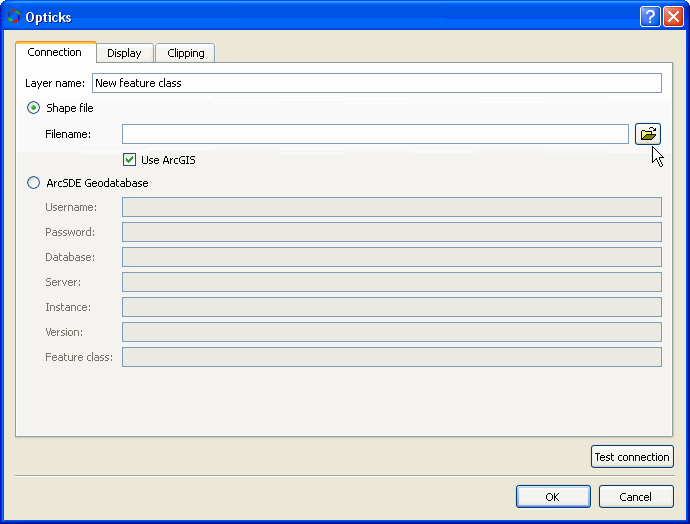 Opticks
Connection Display Clipping
Layer name: New feature class
Shape file
Filename:
Use ArcGIS
ArcSDE Geodatabase
Username:
Password:
Database:
Server:
Instance:
Version:
Feature class:
Test connection
OK Cancel